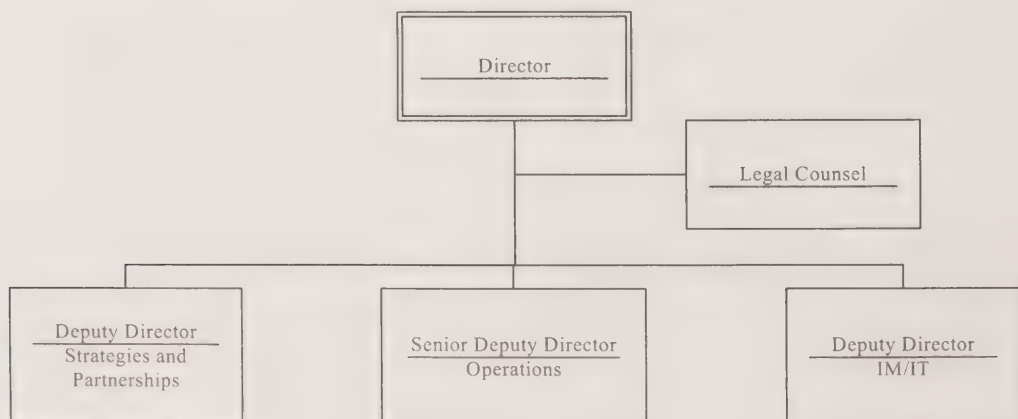 Director
Legal Counsel
Deputy Director
Strategies and
Partnerships
Senior Deputy Director
Operations
Deputy Director
IM/IT